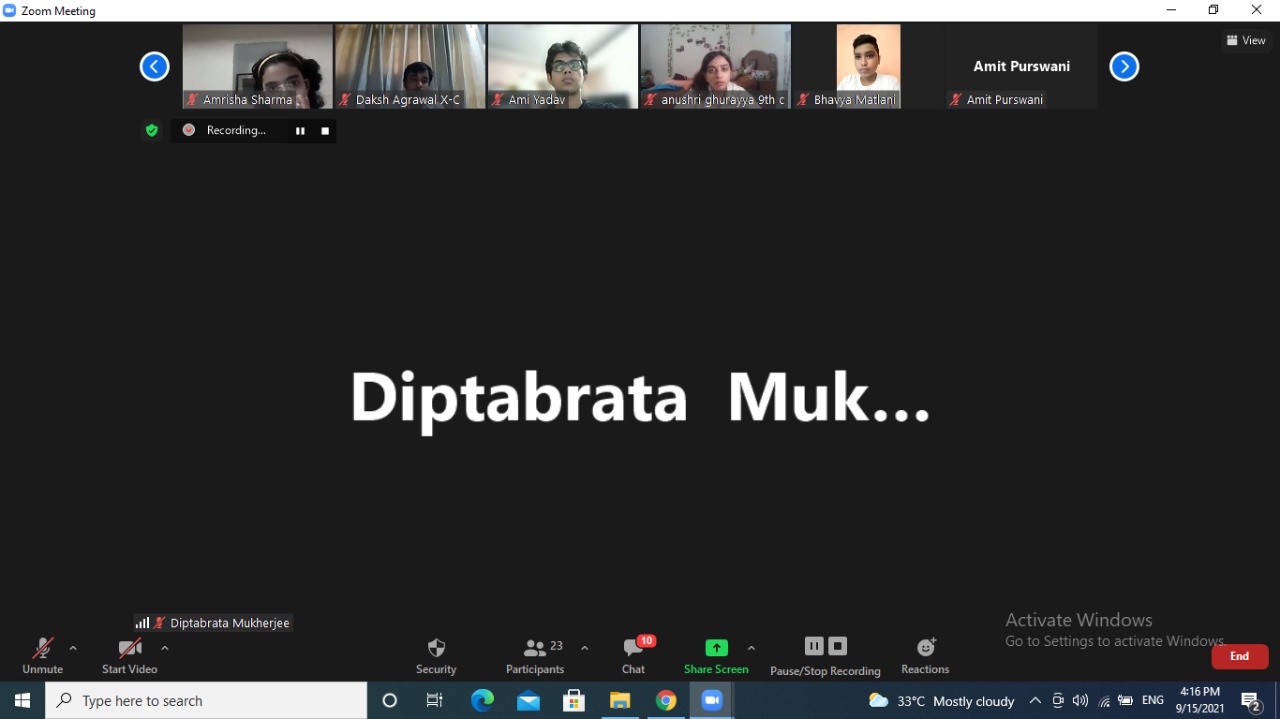 Zoom Meeting
View
Amrisha Sharma
Daksh Agrawal X-C
Ami Yadav
anushri ghurayya 9th c
Bhavya Matlani
Amit Purswani
Amit Purswani
Recording...
Diptabrata Muk...
Diptabrata Mukherjee
Activate Windows
Go to Settings to activate Windows.
Unmute
Start Video
Security
Participants
23
Chat
10
Share Screen
Pause/Stop Recording
Reactions
End
Type here to search
33°C Mostly cloudy
ENG
4:16 PM
9/15/2021
2